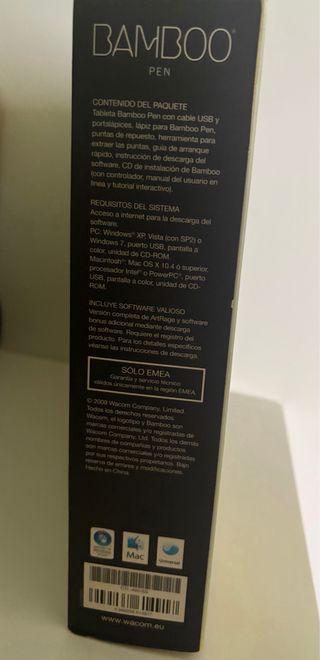 BAMBOO
PEN
CONTENIDO DEL PAQUETE
Tableta Bamboo Pen con cable USB y
portalápices, lápiz para Bamboo Pen,
puntas de repuesto, herramienta para
extraer las puntas, guía de arranque
rápido, instrucción de descarga del
software, CD de instalación de Bamboo
(con controlador, manual del usuario en
línea y tutorial interactivo).
REQUISITOS DEL SISTEMA
Acceso a internet para la descarga del
software.
PC: Windows® XP, Vista (con SP2) o
Windows 7, puerto USB, pantalla a
color, unidad de CD-ROM.
Macintosh®: Mac OS X 10.4 ó superior,
procesador Intel® o PowerPC®, puerto
USB, pantalla a color, unidad de CD-
ROM.
INCLUYE SOFTWARE VALIOSO
Versión completa de ArtRage y software
bonus adicional mediante descarga
de software. Requiere el registro del
producto. Para los detalles específicos
véanse las instrucciones de descarga.
SÓLO EMEA
Garantía y servicio técnico
válidos únicamente en la región EMEA.
© 2009 Wacom Company, Limited.
Todos los derechos reservados.
Wacom, el logotipo y Bamboo son
marcas comerciales y/o registradas de
Wacom Company, Ltd. Todos los demás
nombres de compañías y productos
son marcas comerciales y/o registradas
por sus respectivos propietarios. Bajo
reserva de errores y modificaciones.
Hecho en China.
Mac
Universal
www.wacom.eu